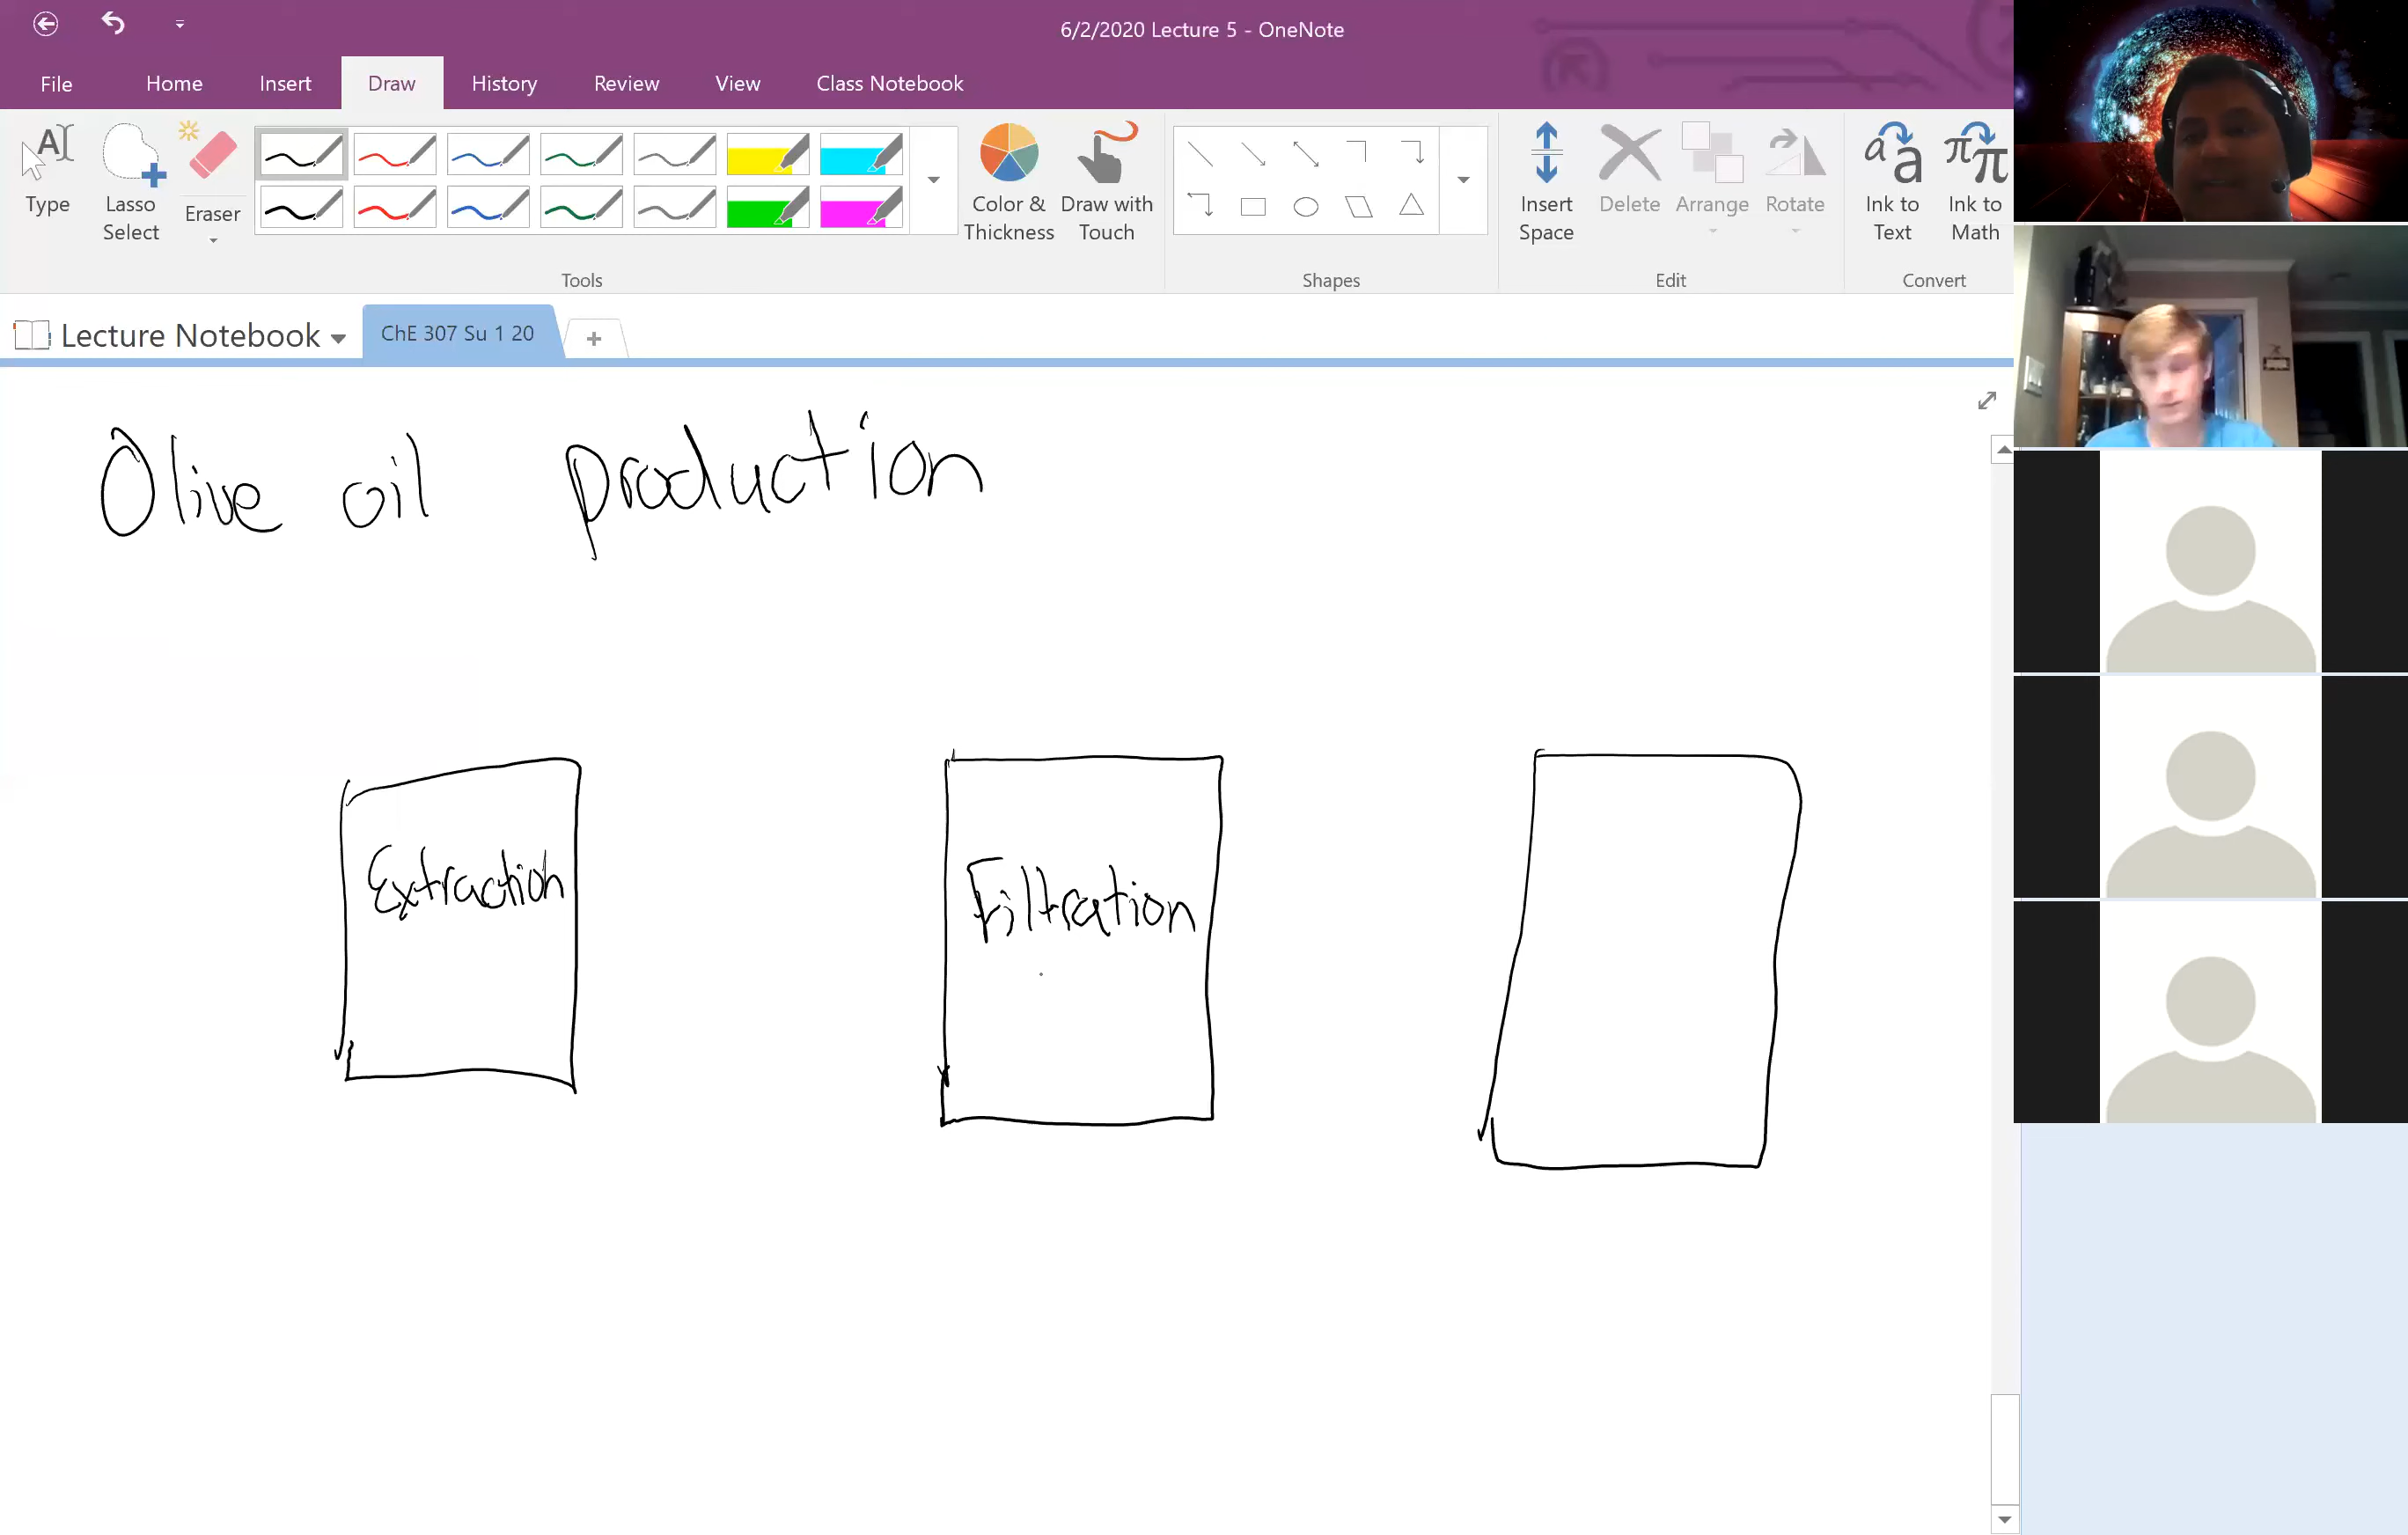 6/2/2020 Lecture 5 - OneNote
File Home Insert Draw History Review View Class Notebook
Type
Lasso Select
Eraser
Color & Thickness
Draw with Touch
Insert Space
Delete
Arrange
Rotate
Ink to Text
Ink to Math
Tools Shapes Edit Convert
Lecture Notebook ChE 307 Su 1 20
Olive oil production
Extraction
Filtration